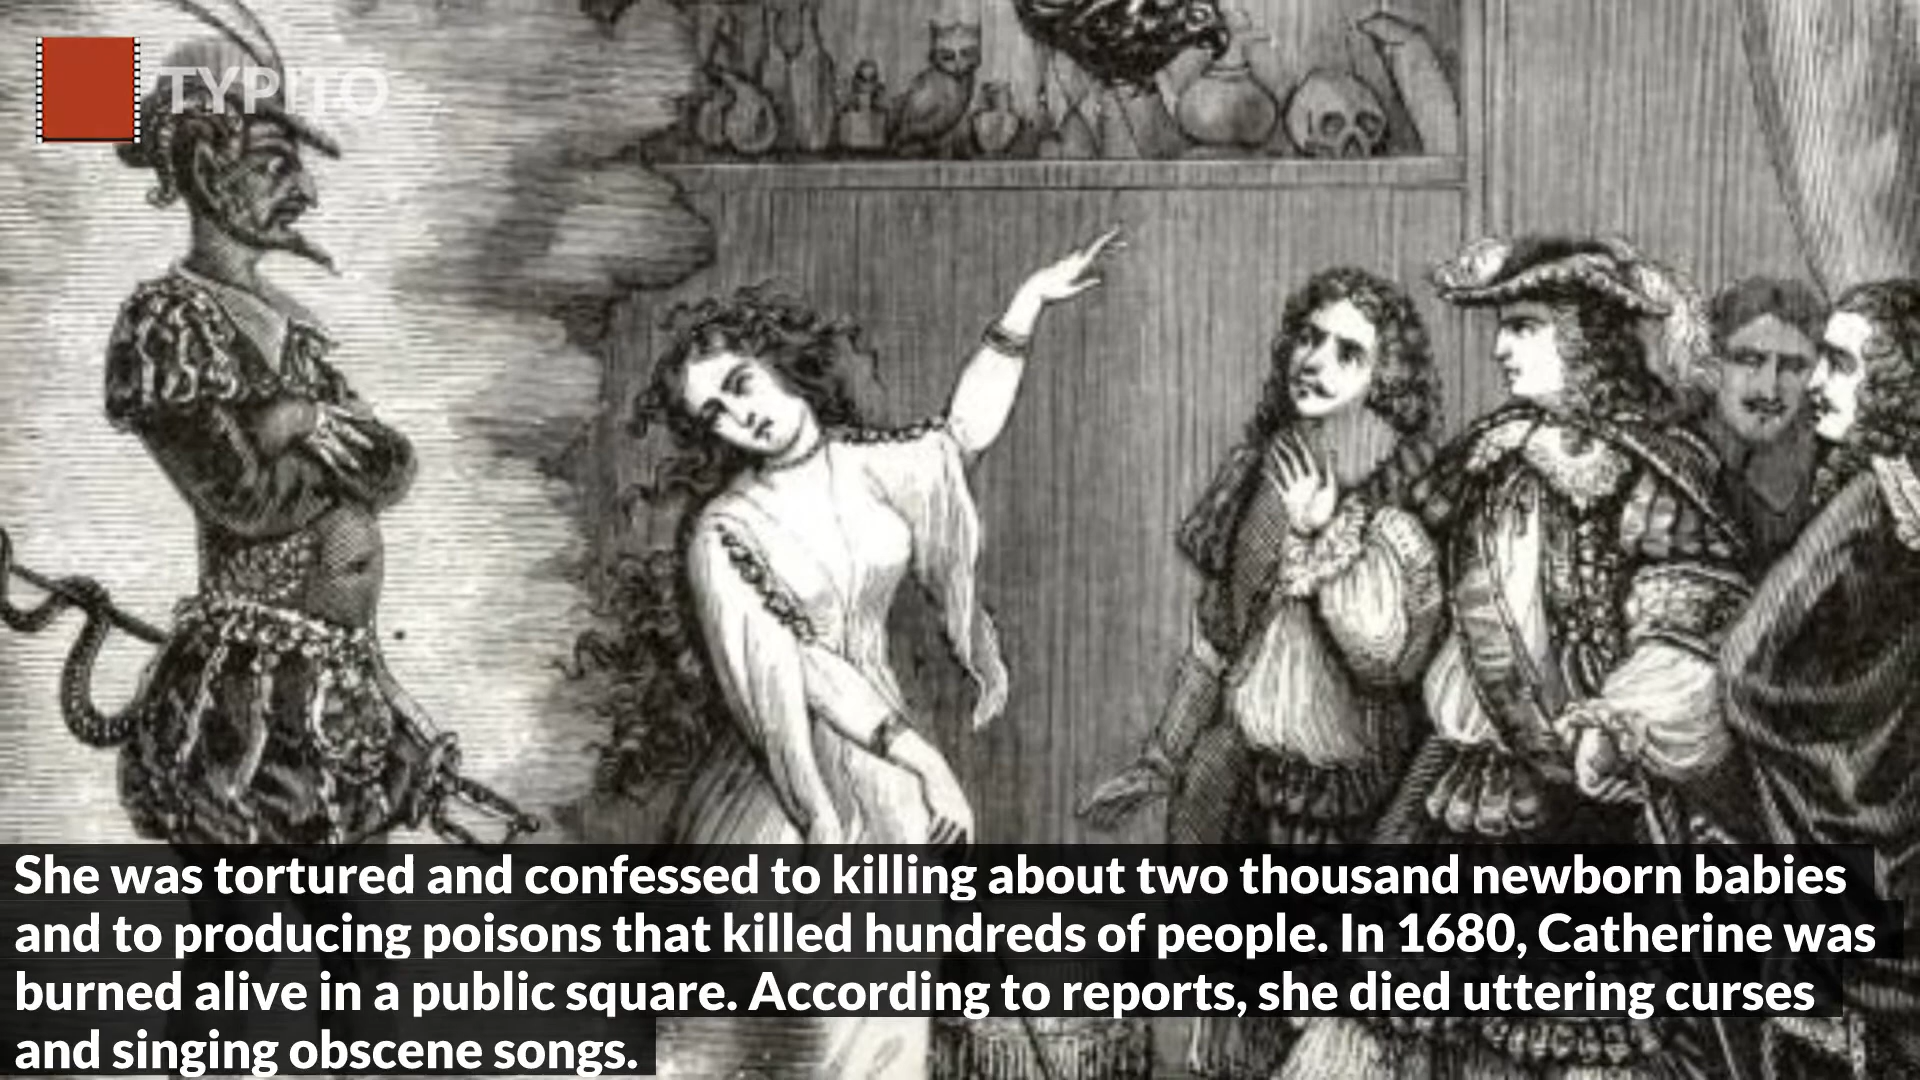 TYPITO
She was tortured and confessed to killing about two thousand newborn babies
and to producing poisons that killed hundreds of people. In 1680, Catherine was
burned alive in a public square. According to reports, she died uttering curses
and singing obscene songs.